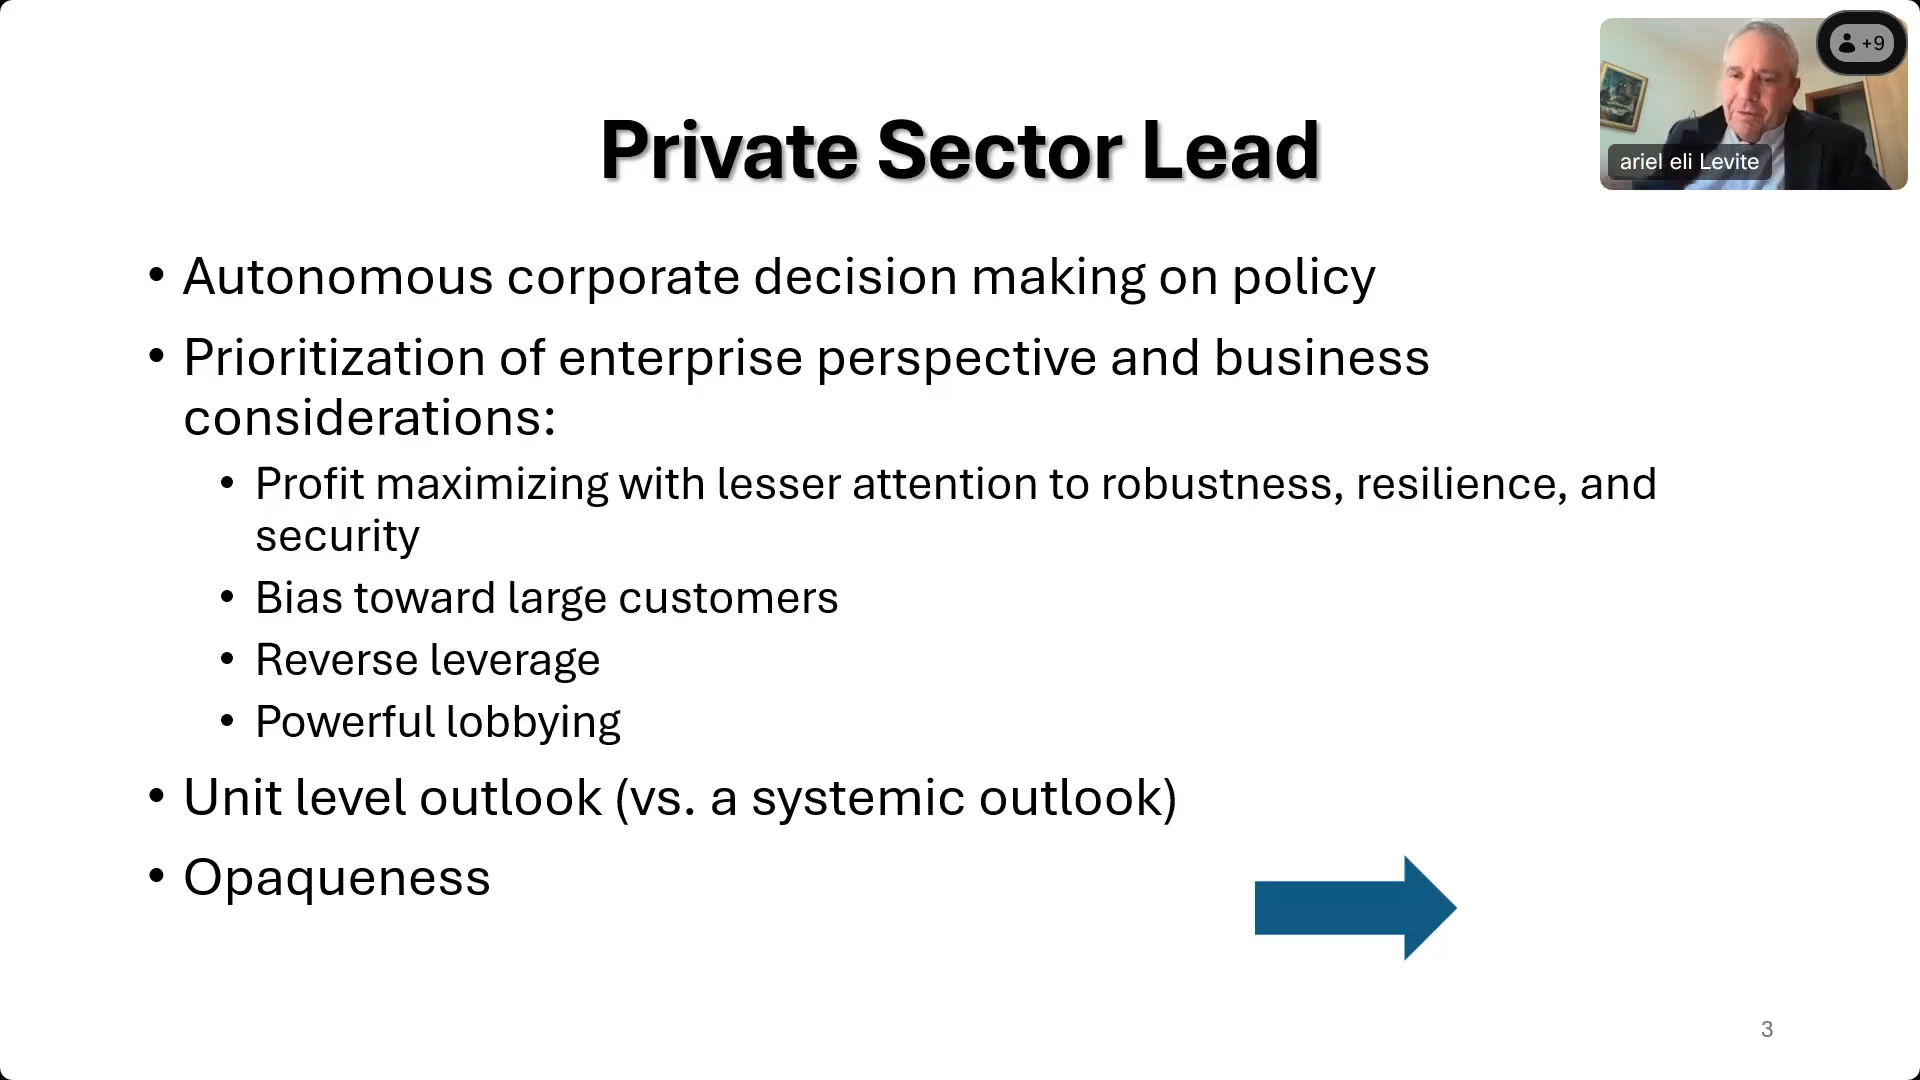 +9
ariel eli Levite
Private Sector Lead
• Autonomous corporate decision making on policy
• Prioritization of enterprise perspective and business
considerations:
• Profit maximizing with lesser attention to robustness, resilience, and
security
• Bias toward large customers
• Reverse leverage
• Powerful lobbying
• Unit level outlook (vs. a systemic outlook)
• Opaqueness
3